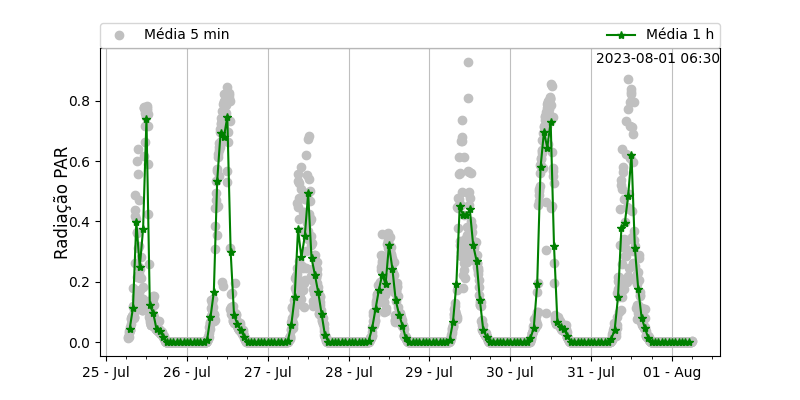 Média 5 min
Média 1 h
2023-08-01 06:30
Radiação PAR
0.8
0.6
0.4
0.2
0.0
25 - Jul
26 - Jul
27 - Jul
28 - Jul
29 - Jul
30 - Jul
31 - Jul
01 - Aug